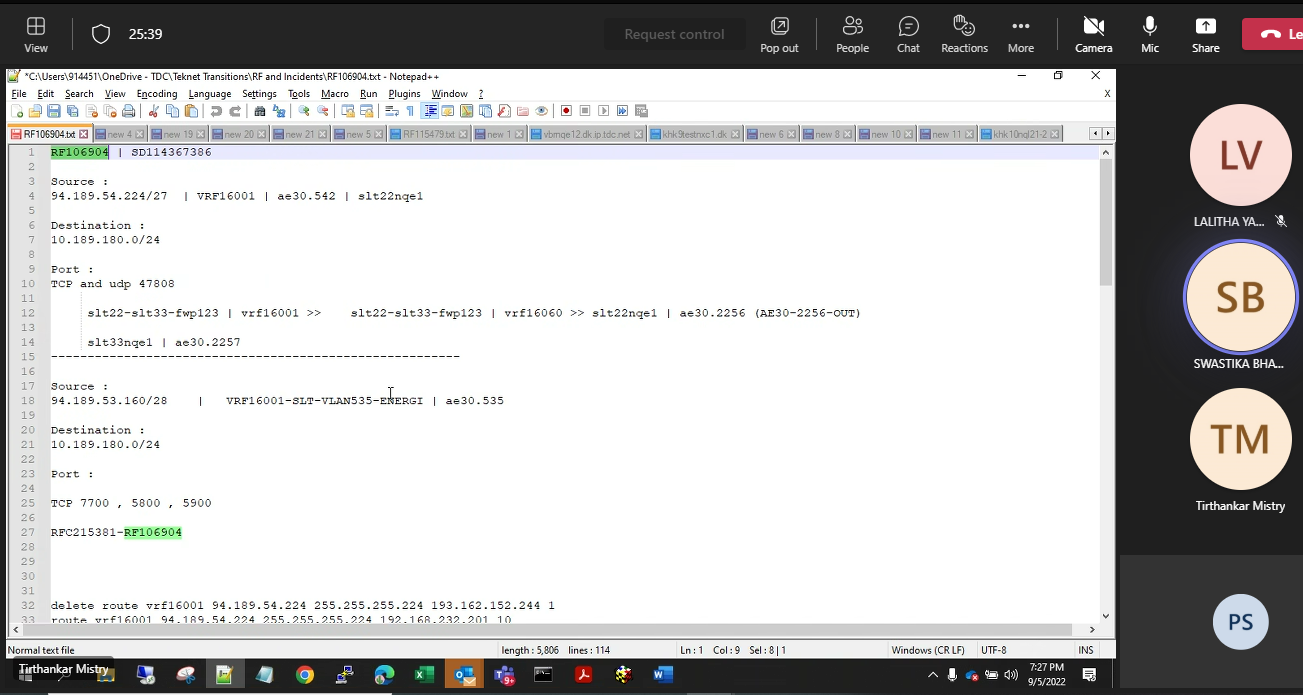 View
25:39
Request control
Pop out
People
Chat
Reactions
More
Camera
Mic
Share
Le
*C:\Users\914451\OneDrive - TDC\Teknet Transitions\RF and Incidents\RF106904.txt - Notepad++
File Edit Search View Encoding Language Settings Tools Macro Run Plugins Window ? X
RF106904.txt new 4 new 19 new 20 new 21 new 5 RF115479.txt new 1 vbmqe12.dk.ip.tdc.net khk9testnxc1.dk new 6 new 8 new 10 new 11 khk10nql21-2
1 RF106904 | SD114367386
2
3 Source :
4 94.189.54.224/27 | VRF16001 | ae30.542 | slt22nqe1
5
6 Destination :
7 10.189.180.0/24
8
9 Port :
10 TCP and udp 47808
11
12 slt22-slt33-fwp123 | vrf16001 >> slt22-slt33-fwp123 | vrf16060 >> slt22nqe1 | ae30.2256 (AE30-2256-OUT)
13
14 slt33nqe1 | ae30.2257
15 --------------------------------------------------------
16
17 Source :
18 94.189.53.160/28 | VRF16001-SLT-VLAN535-ENERGI | ae30.535
19
20 Destination :
21 10.189.180.0/24
22
23 Port :
24
25 TCP 7700 , 5800 , 5900
26
27 RFC215381-RF106904
28
29
30
31
32 delete route vrf16001 94.189.54.224 255.255.255.224 193.162.152.244 1
33 route vrf16001 94.189.54.224 255.255.255.224 192.168.232.201 10
Normal text file length : 5,806 lines : 114 Ln : 1 Col : 9 Sel : 8 | 1 Windows (CR LF) UTF-8 INS
Tirthankar Mistry
7:27 PM
9/5/2022
LV
LALITHA YA...
SB
SWASTIKA BHA...
TM
Tirthankar Mistry
PS